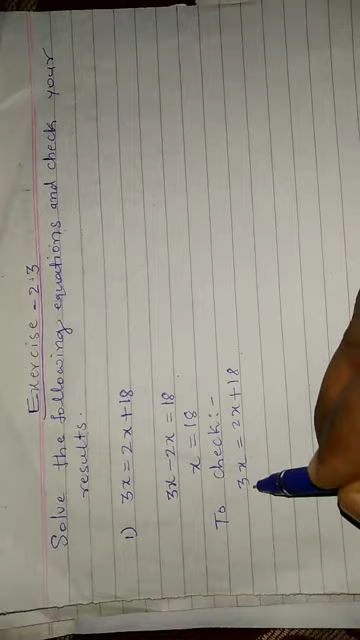 Exercise - 2.3
Solve the following equations and check your
results.
1) 3x = 2x + 18
3x - 2x = 18
x = 18
To check:-
3x = 2x + 18